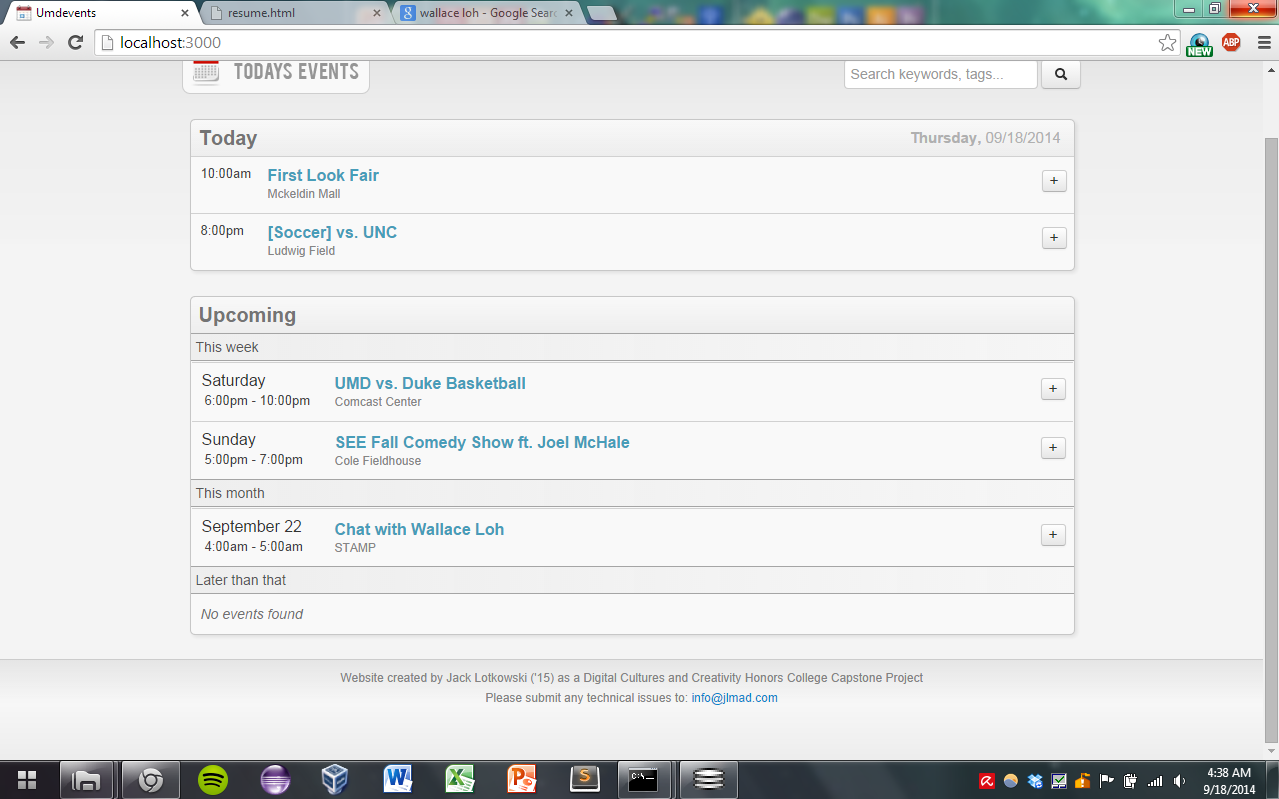 Umdevents
resume.html
wallace loh - Google Searc
localhost:3000
NEW
ABP
TODAYS EVENTS
Search keywords, tags...
Today
Thursday, 09/18/2014
10:00am
First Look Fair
Mckeldin Mall
+
8:00pm
[Soccer] vs. UNC
Ludwig Field
+
Upcoming
This week
Saturday
6:00pm - 10:00pm
UMD vs. Duke Basketball
Comcast Center
+
Sunday
5:00pm - 7:00pm
SEE Fall Comedy Show ft. Joel McHale
Cole Fieldhouse
+
This month
September 22
4:00am - 5:00am
Chat with Wallace Loh
STAMP
+
Later than that
No events found
Website created by Jack Lotkowski ('15) as a Digital Cultures and Creativity Honors College Capstone Project
Please submit any technical issues to: info@jlmad.com
4:38 AM
9/18/2014